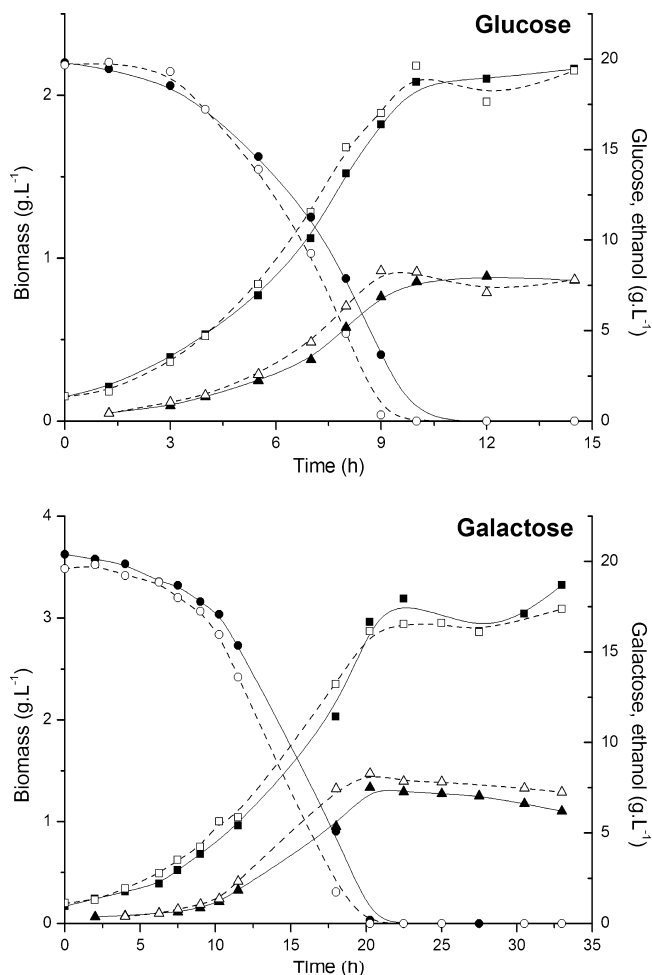 Glucose
2
1
0
Biomass (g.L-1)
20
15
10
5
0
Glucose, ethanol (g.L-1)
0 3 6 9 12 15
Time (h)
Galactose
4
3
2
1
0
Biomass (g.L-1)
20
15
10
5
0
Galactose, ethanol (g.L-1)
0 5 10 15 20 25 30 35
Time (h)